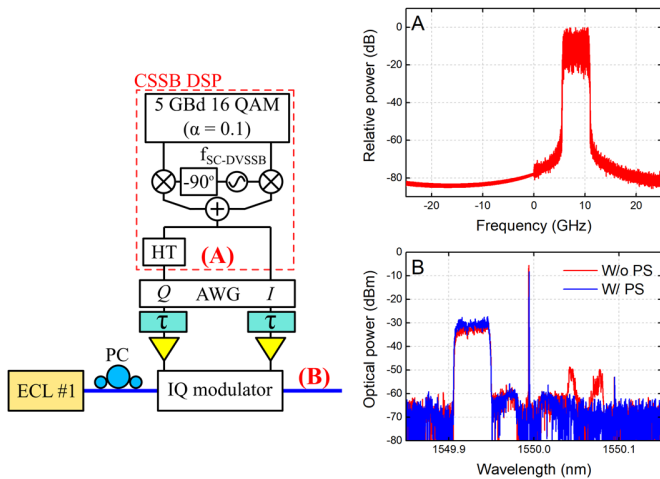 CSSB DSP
5 GBd 16 QAM
(α = 0.1)
fSC-DVSSB
-90º
HT
(A)
Q AWG I
τ τ
PC
ECL #1
IQ modulator
(B)
A
Relative power (dB)
0
-20
-40
-60
-80
-20 -10 0 10 20
Frequency (GHz)
B
W/o PS
W/ PS
Optical power (dBm)
0
-10
-20
-30
-40
-50
-60
-70
-80
1549.9 1550.0 1550.1
Wavelength (nm)